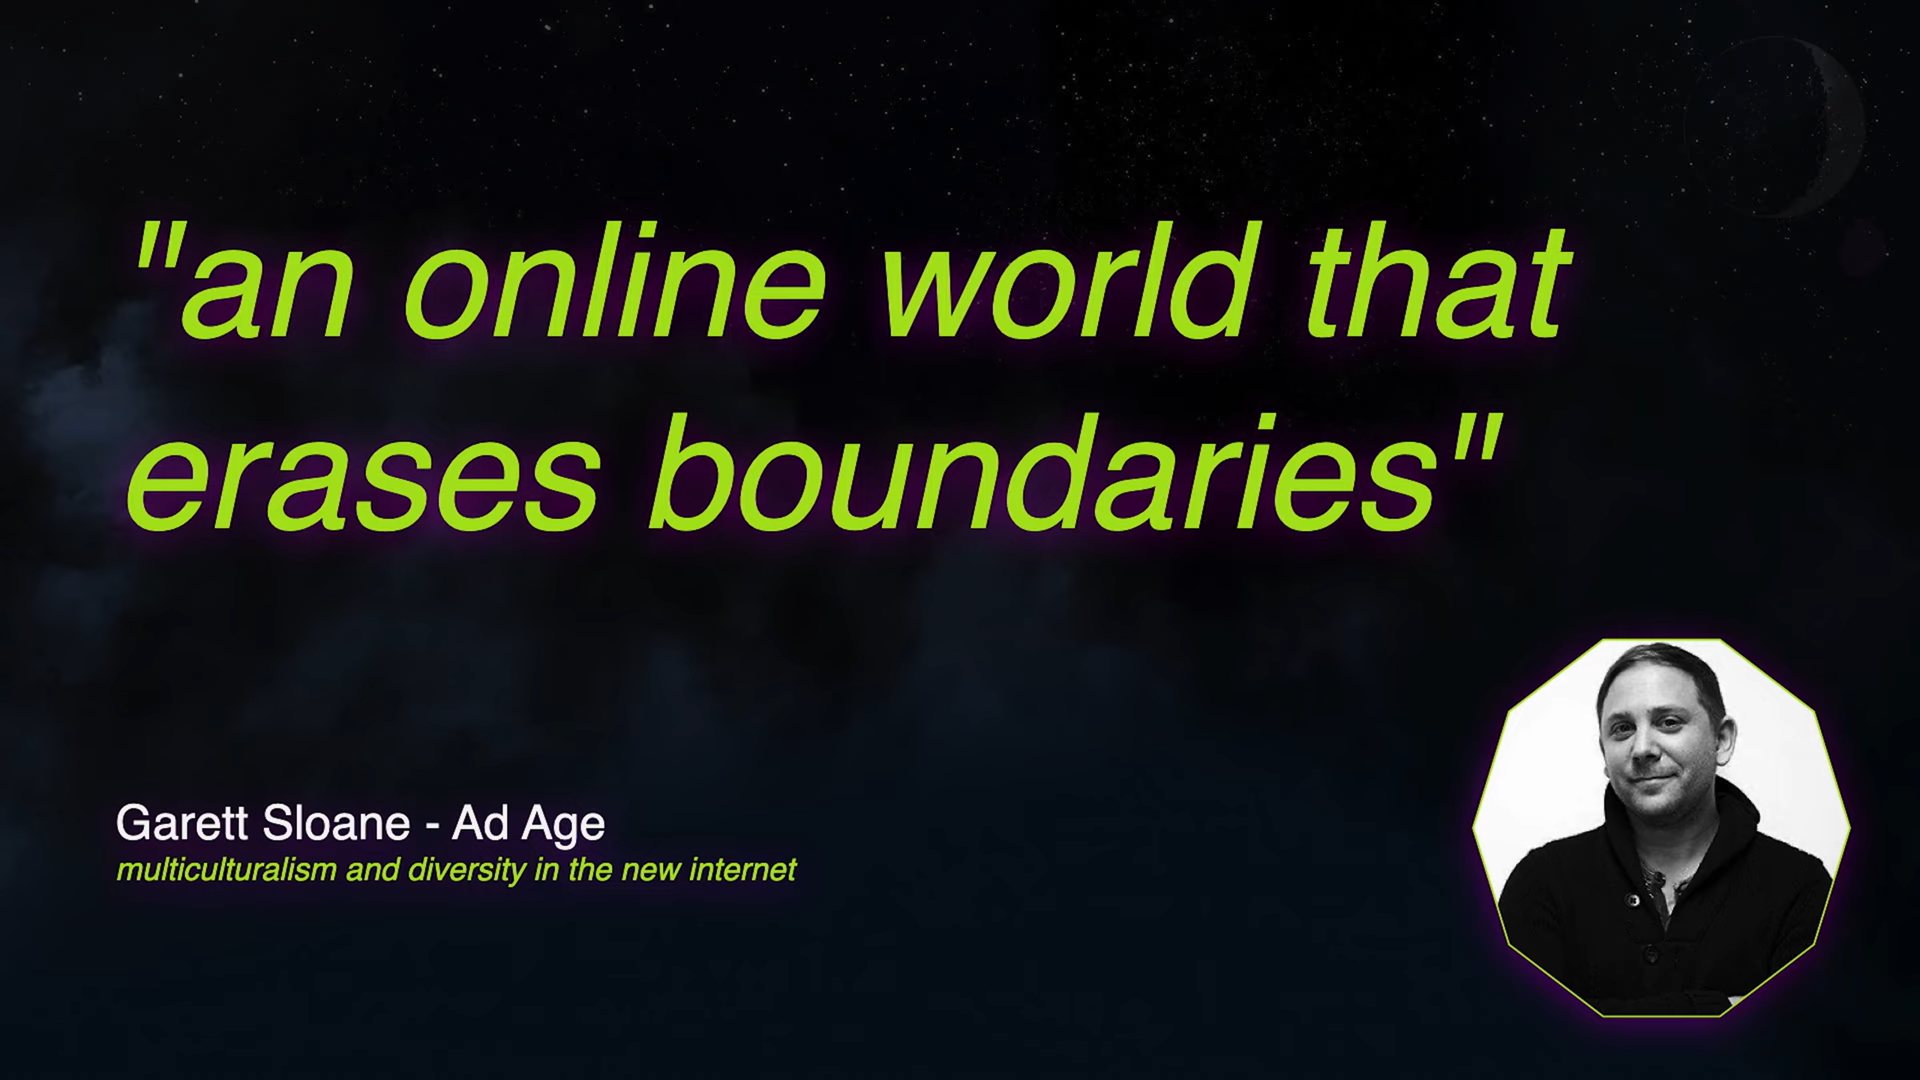 "an online world that
erases boundaries"
Garett Sloane - Ad Age
multiculturalism and diversity in the new internet